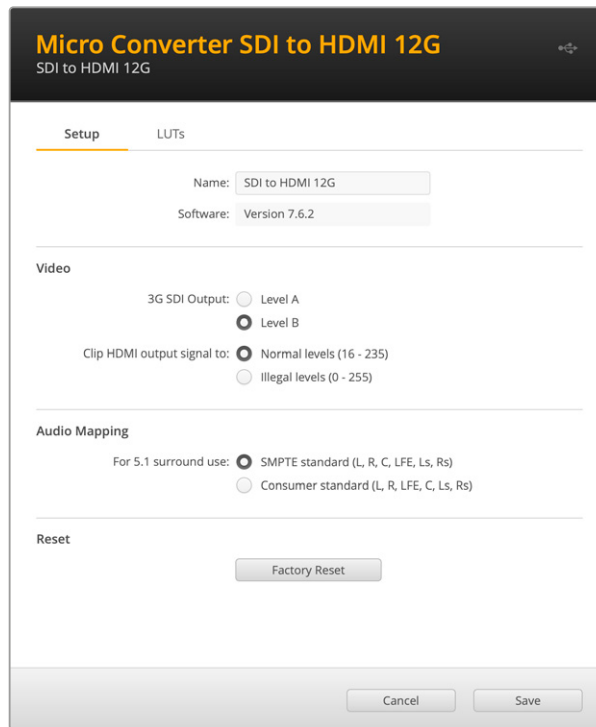 Micro Converter SDI to HDMI 12G
SDI to HDMI 12G
Setup LUTs
Name: SDI to HDMI 12G
Software: Version 7.6.2
Video
3G SDI Output: Level A
Level B
Clip HDMI output signal to: Normal levels (16 - 235)
Illegal levels (0 - 255)
Audio Mapping
For 5.1 surround use: SMPTE standard (L, R, C, LFE, Ls, Rs)
Consumer standard (L, R, LFE, C, Ls, Rs)
Reset
Factory Reset
Cancel Save